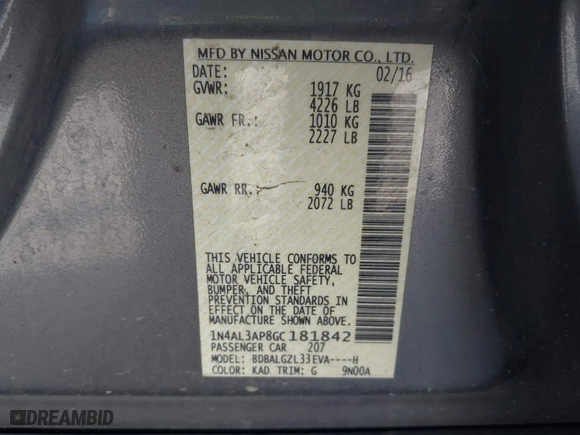 MFD BY NISSAN MOTOR CO., LTD.
DATE: 02/16
GVWR: 1917 KG
4226 LB
GAWR FR.: 1010 KG
2227 LB
GAWR RR.: 940 KG
2072 LB
THIS VEHICLE CONFORMS TO
ALL APPLICABLE FEDERAL
MOTOR VEHICLE SAFETY,
BUMPER, AND THEFT
PREVENTION STANDARDS IN
EFFECT ON THE DATE OF
MANUFACTURE SHOWN ABOVE.
1N4AL3AP8GC181842
PASSENGER CAR 207
MODEL: BDBALGZL33EVA----H
COLOR: KAD TRIM: G 9N00A
DREAMBID